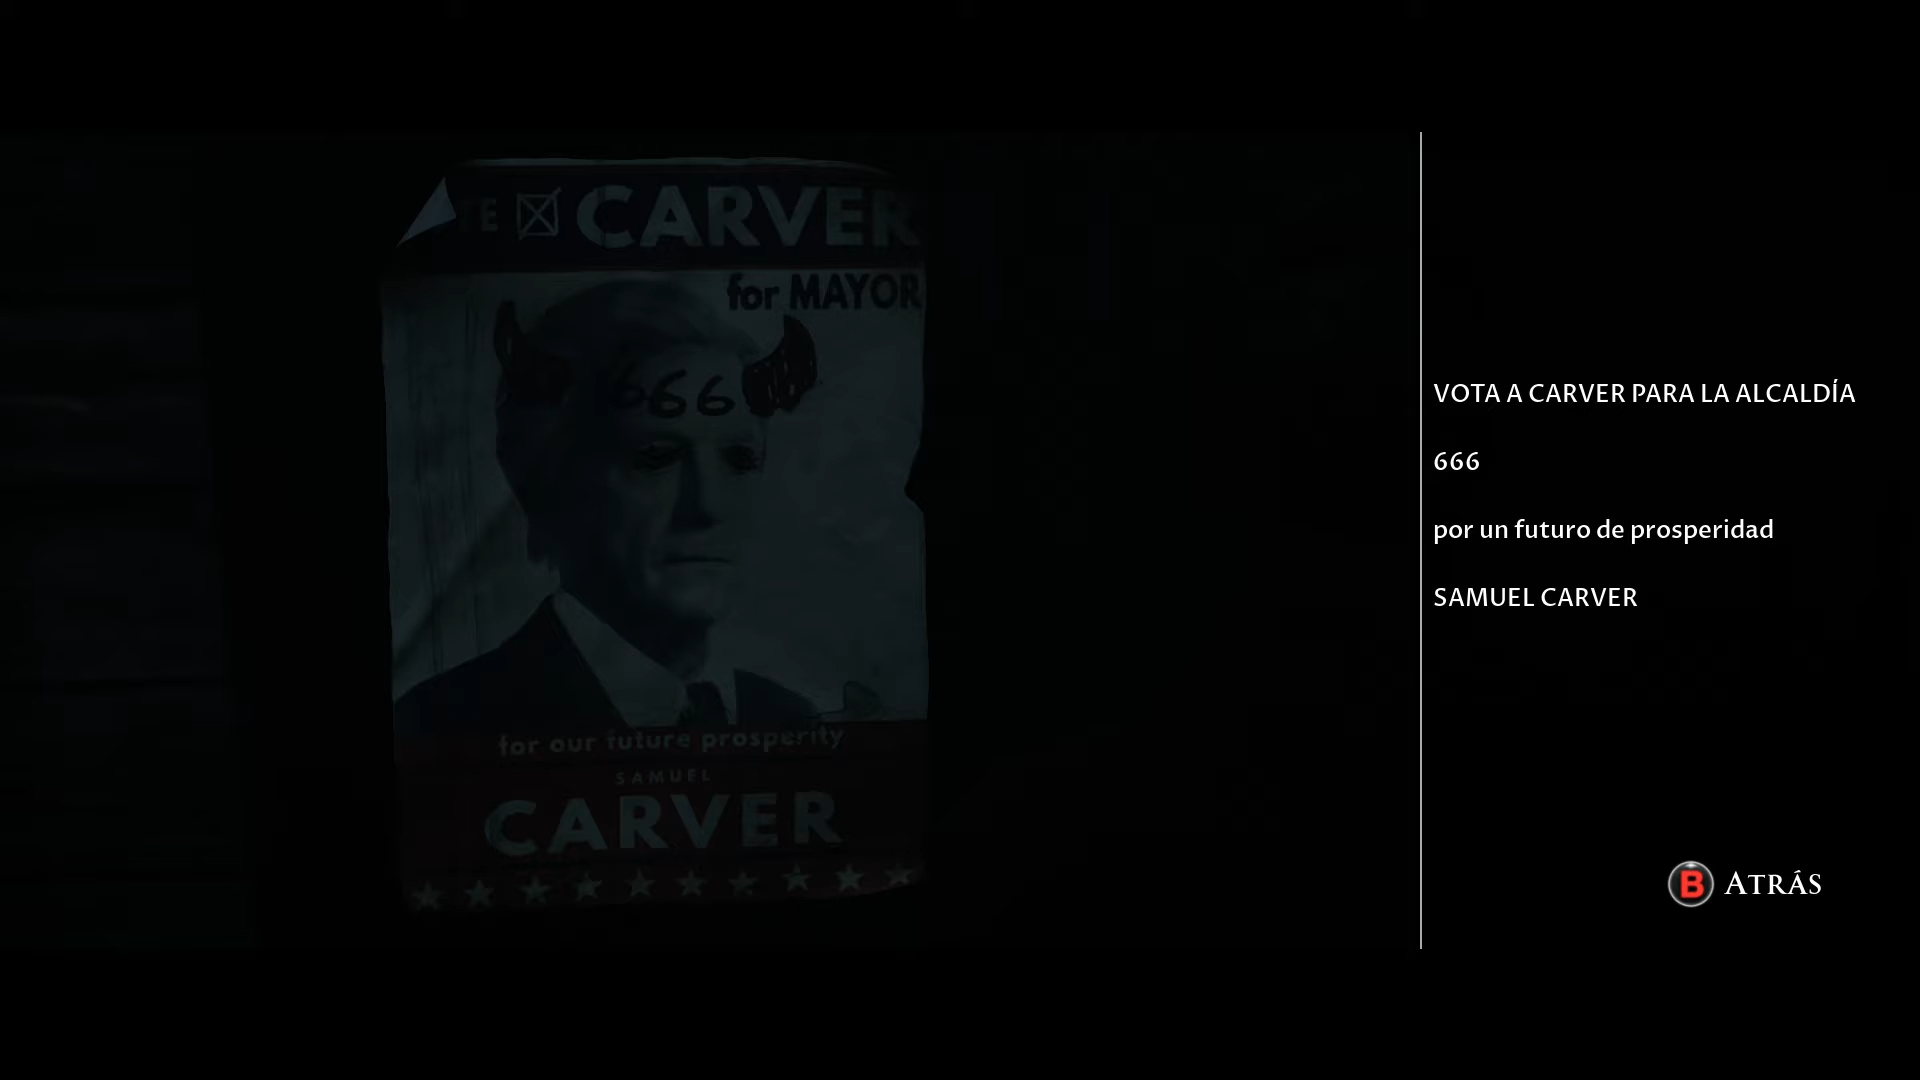 TE CARVER
for MAYOR
666
for our future prosperity
SAMUEL
CARVER
VOTA A CARVER PARA LA ALCALDÍA
666
por un futuro de prosperidad
SAMUEL CARVER
B ATRÁS